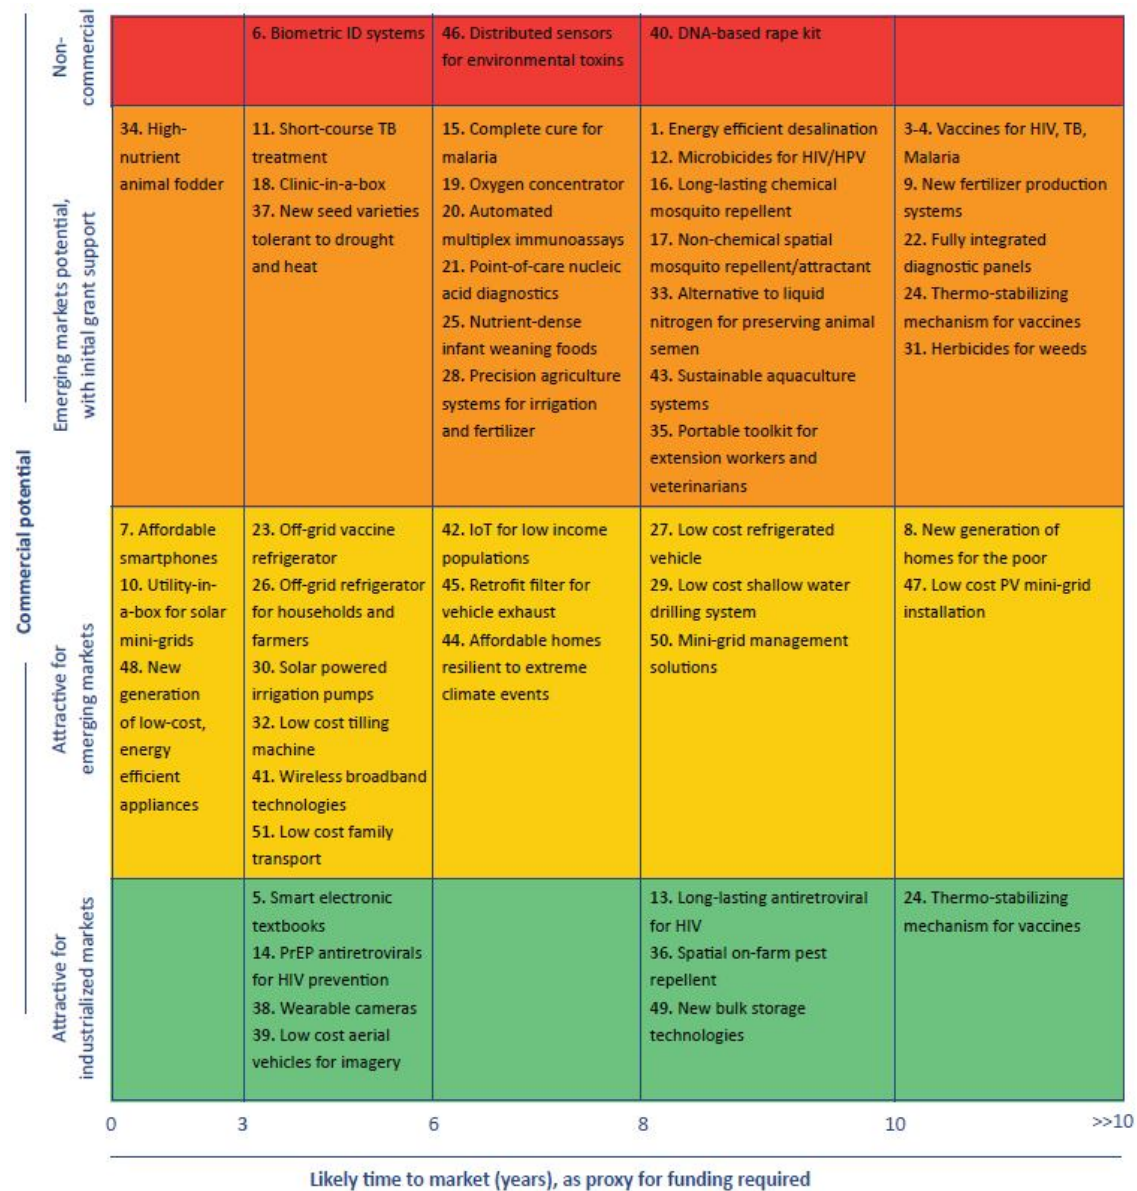 Non-
commercial
6. Biometric ID systems
46. Distributed sensors
for environmental toxins
40. DNA-based rape kit
Emerging markets potential,
with initial grant support
34. High-
nutrient
animal fodder
11. Short-course TB
treatment
18. Clinic-in-a-box
37. New seed varieties
tolerant to drought
and heat
15. Complete cure for
malaria
19. Oxygen concentrator
20. Automated
multiplex immunoassays
21. Point-of-care nucleic
acid diagnostics
25. Nutrient-dense
infant weaning foods
28. Precision agriculture
systems for irrigation
and fertilizer
1. Energy efficient desalination
12. Microbicides for HIV/HPV
16. Long-lasting chemical
mosquito repellent
17. Non-chemical spatial
mosquito repellent/attractant
33. Alternative to liquid
nitrogen for preserving animal
semen
43. Sustainable aquaculture
systems
35. Portable toolkit for
extension workers and
veterinarians
3-4. Vaccines for HIV, TB,
Malaria
9. New fertilizer production
systems
22. Fully integrated
diagnostic panels
24. Thermo-stabilizing
mechanism for vaccines
31. Herbicides for weeds
Commercial potential
Attractive for
emerging markets
7. Affordable
smartphones
10. Utility-in-
a-box for solar
mini-grids
48. New
generation
of low-cost,
energy
efficient
appliances
23. Off-grid vaccine
refrigerator
26. Off-grid refrigerator
for households and
farmers
30. Solar powered
irrigation pumps
32. Low cost tilling
machine
41. Wireless broadband
technologies
51. Low cost family
transport
42. IoT for low income
populations
45. Retrofit filter for
vehicle exhaust
44. Affordable homes
resilient to extreme
climate events
27. Low cost refrigerated
vehicle
29. Low cost shallow water
drilling system
50. Mini-grid management
solutions
8. New generation of
homes for the poor
47. Low cost PV mini-grid
installation
Attractive for
industrialized markets
5. Smart electronic
textbooks
14. PrEP antiretrovirals
for HIV prevention
38. Wearable cameras
39. Low cost aerial
vehicles for imagery
13. Long-lasting antiretroviral
for HIV
36. Spatial on-farm pest
repellent
49. New bulk storage
technologies
24. Thermo-stabilizing
mechanism for vaccines
0 3 6 8 10 >>10
Likely time to market (years), as proxy for funding required